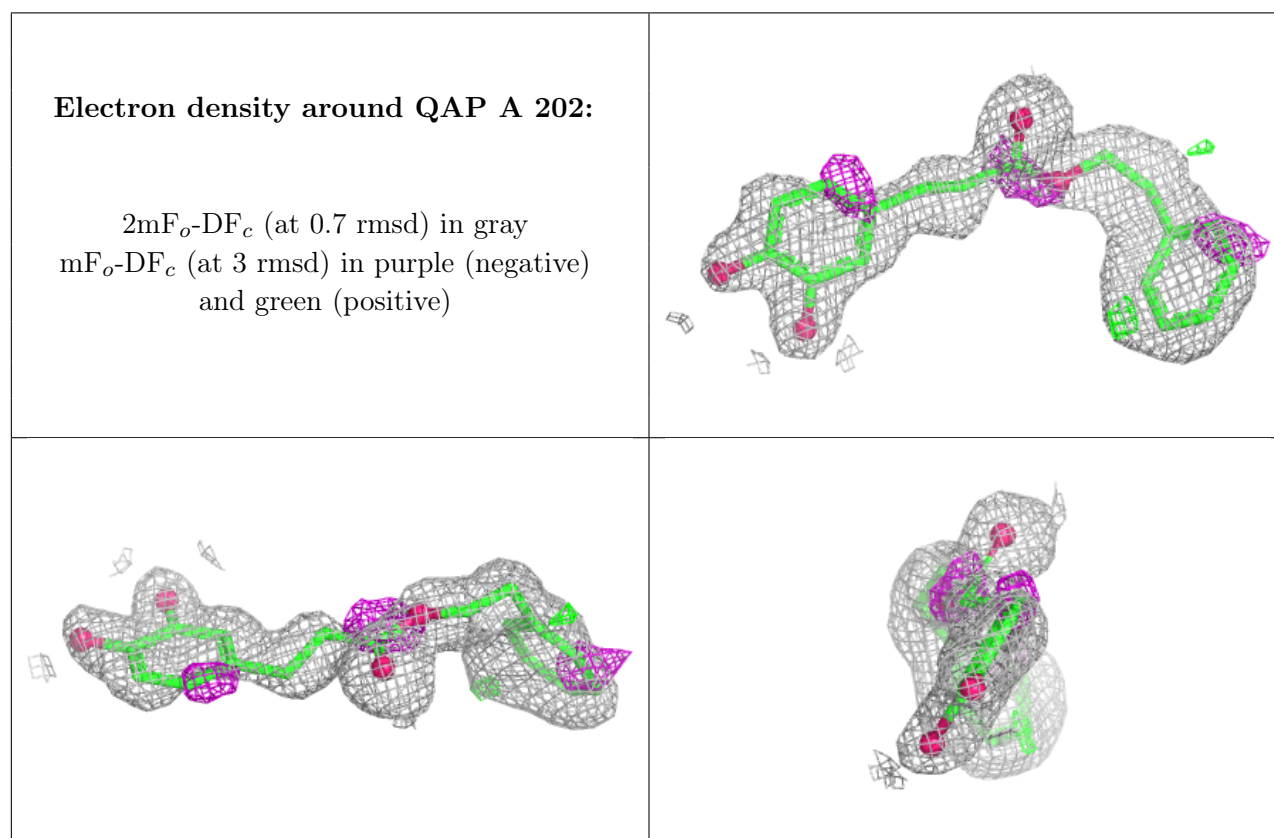 Electron density around QAP A 202:
2mFo-DFc (at 0.7 rmsd) in gray
mFo-DFc (at 3 rmsd) in purple (negative)
and green (positive)